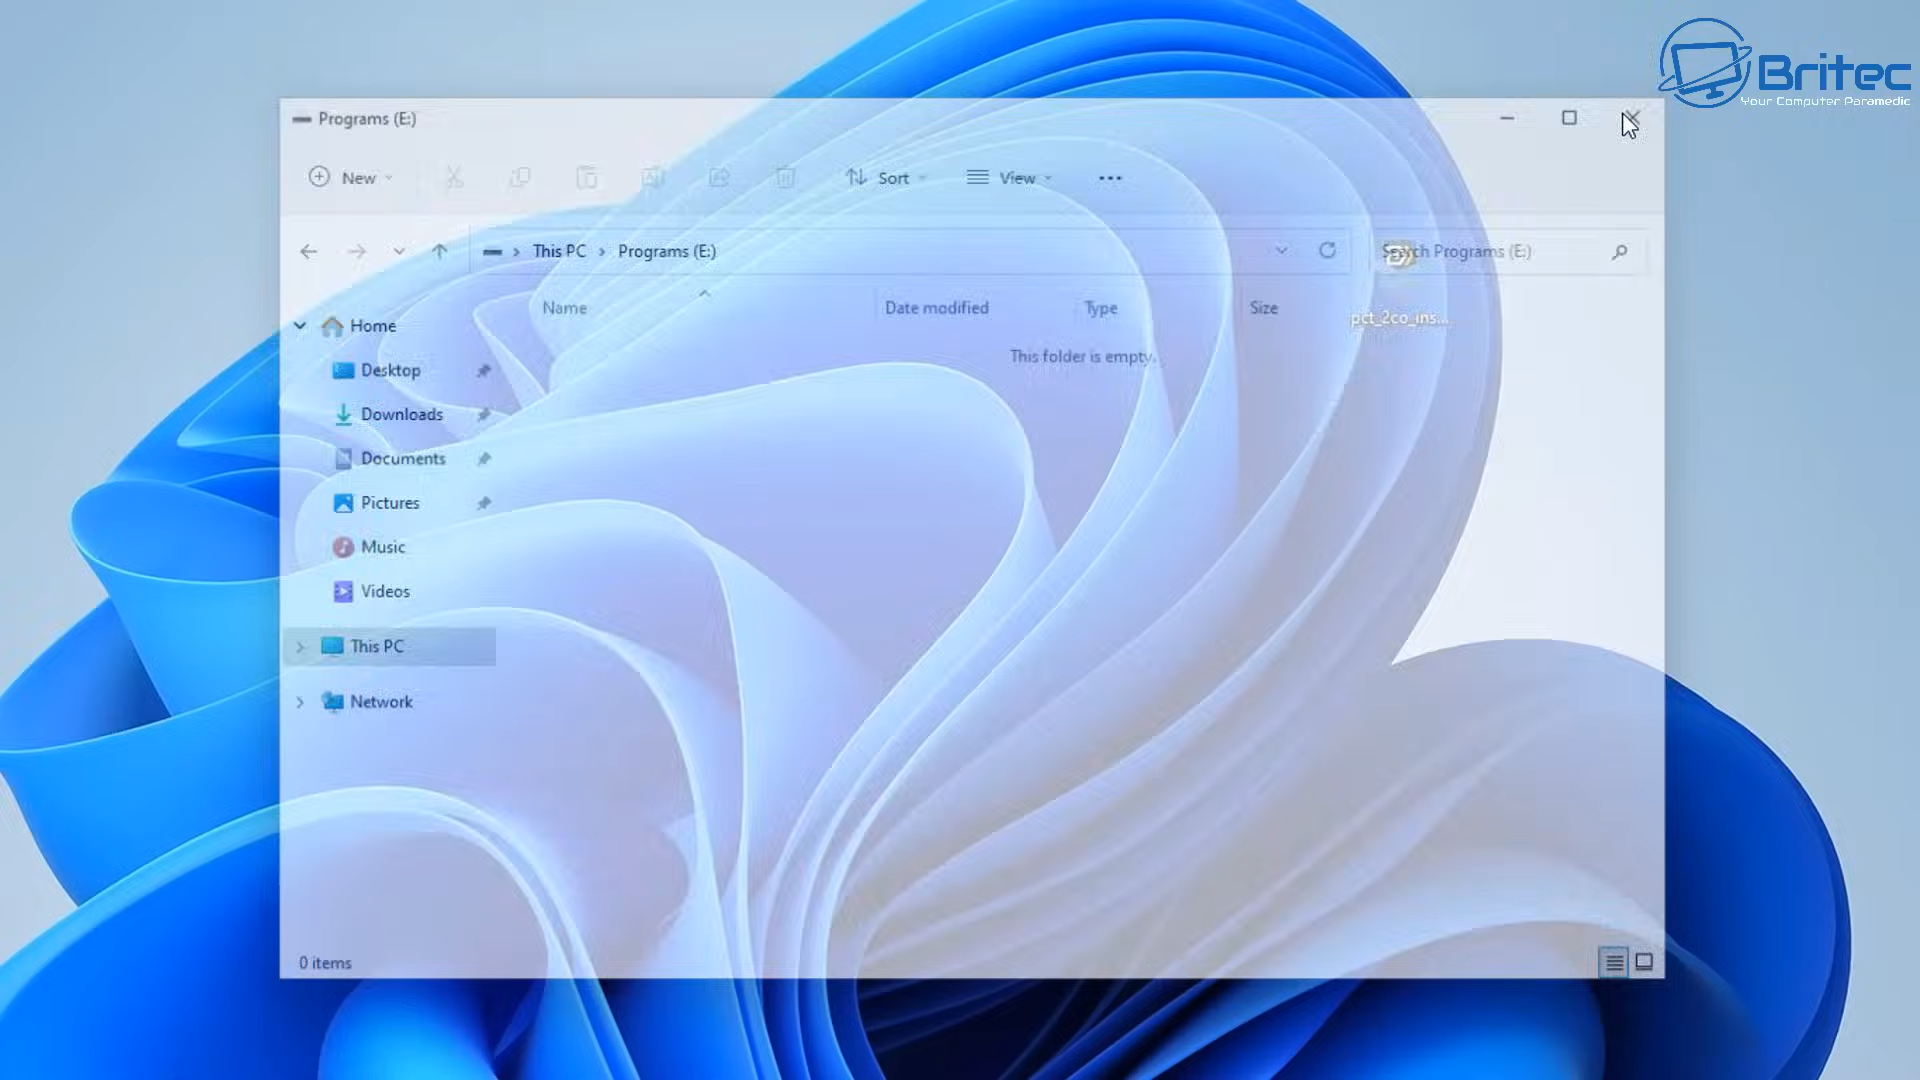 Britec
Your Computer Paramedic
Programs (E:)
New
Sort
View
This PC
Programs (E:)
Search Programs (E:)
Name
Date modified
Type
Size
pct_2co_ins...
This folder is empty.
Home
Desktop
Downloads
Documents
Pictures
Music
Videos
This PC
Network
0 items